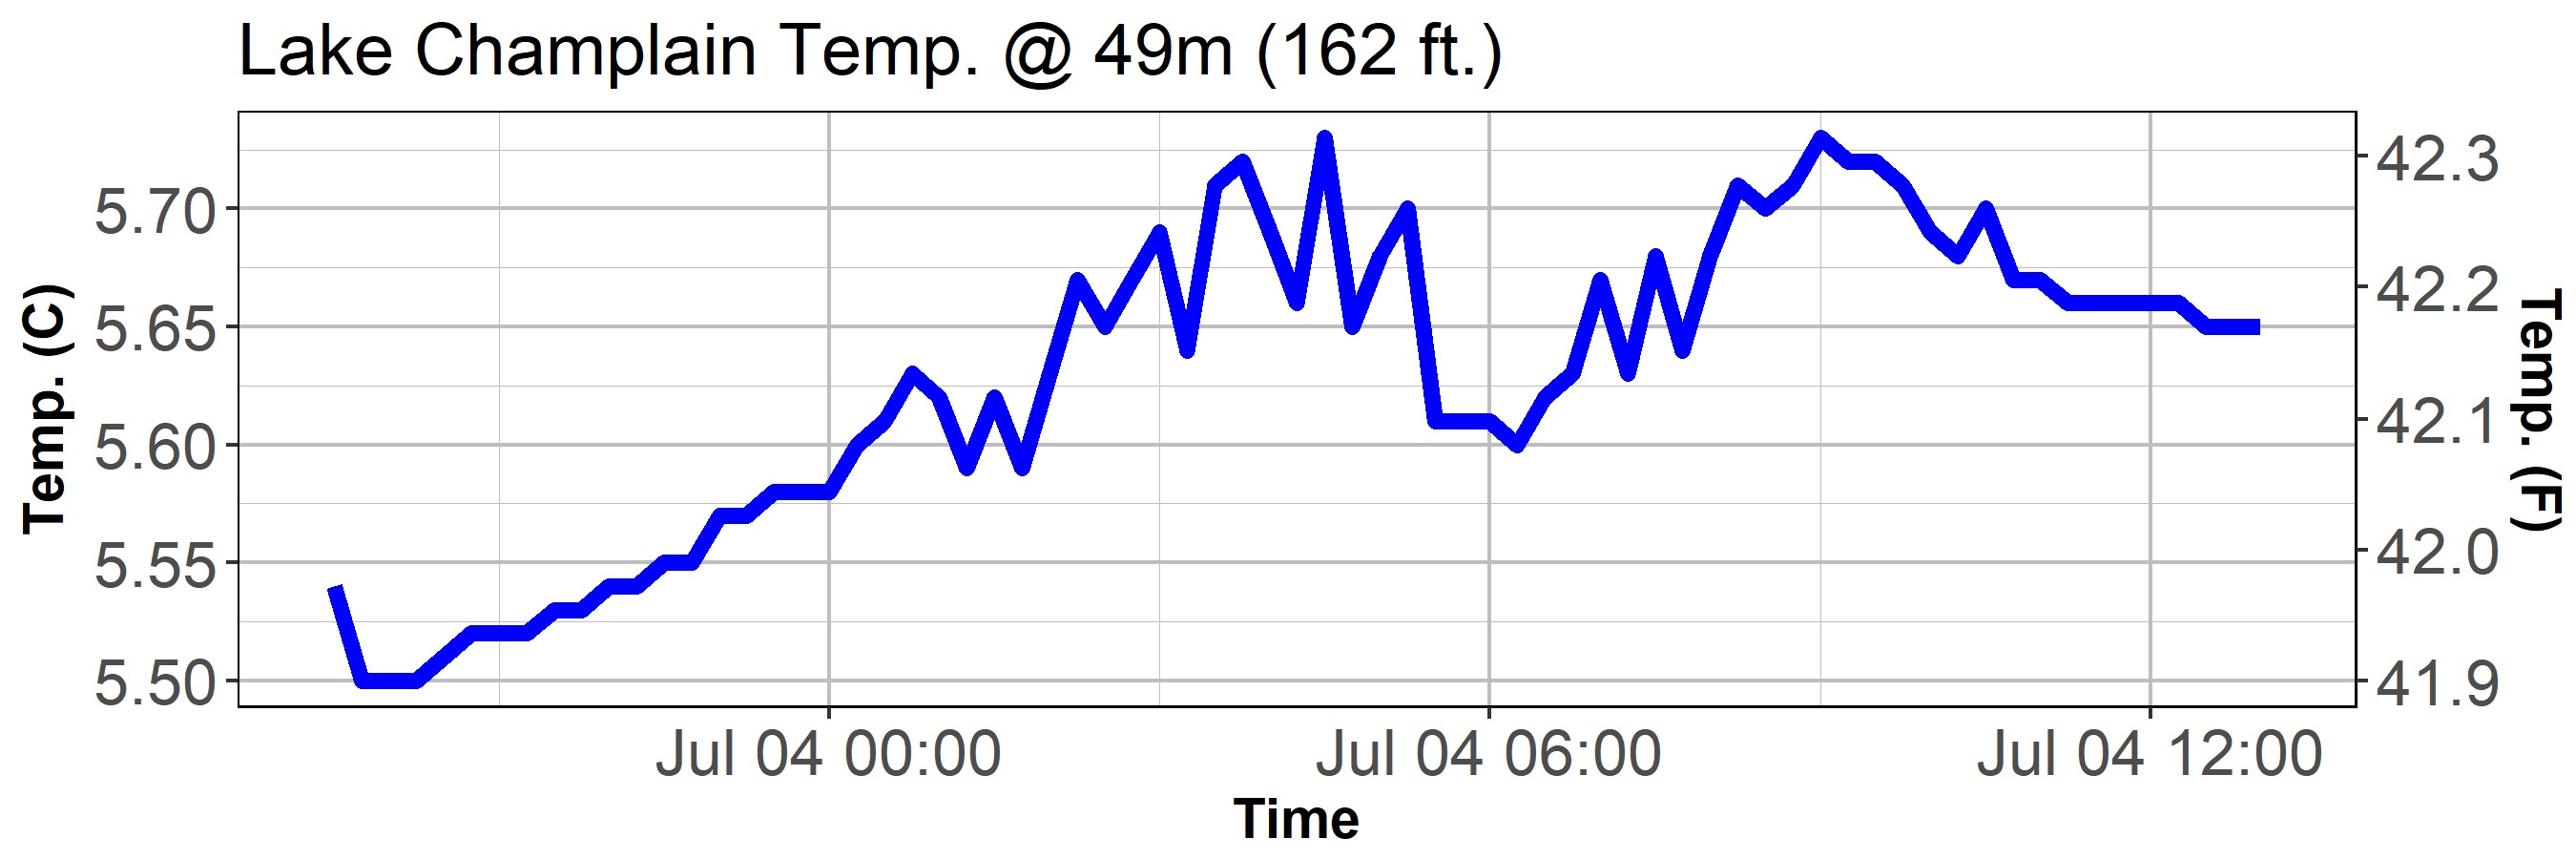 Lake Champlain Temp. @ 49m (162 ft.)
Temp. (C)
5.70
5.65
5.60
5.55
5.50
42.3
42.2
42.1
42.0
41.9
Temp. (F)
Jul 04 00:00 Jul 04 06:00 Jul 04 12:00
Time